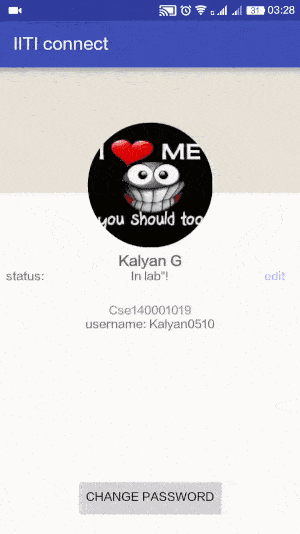 31 03:28
IITI connect
I ME
you should too
Kalyan G
status: In lab"! edit
Cse140001019
username: Kalyan0510
CHANGE PASSWORD